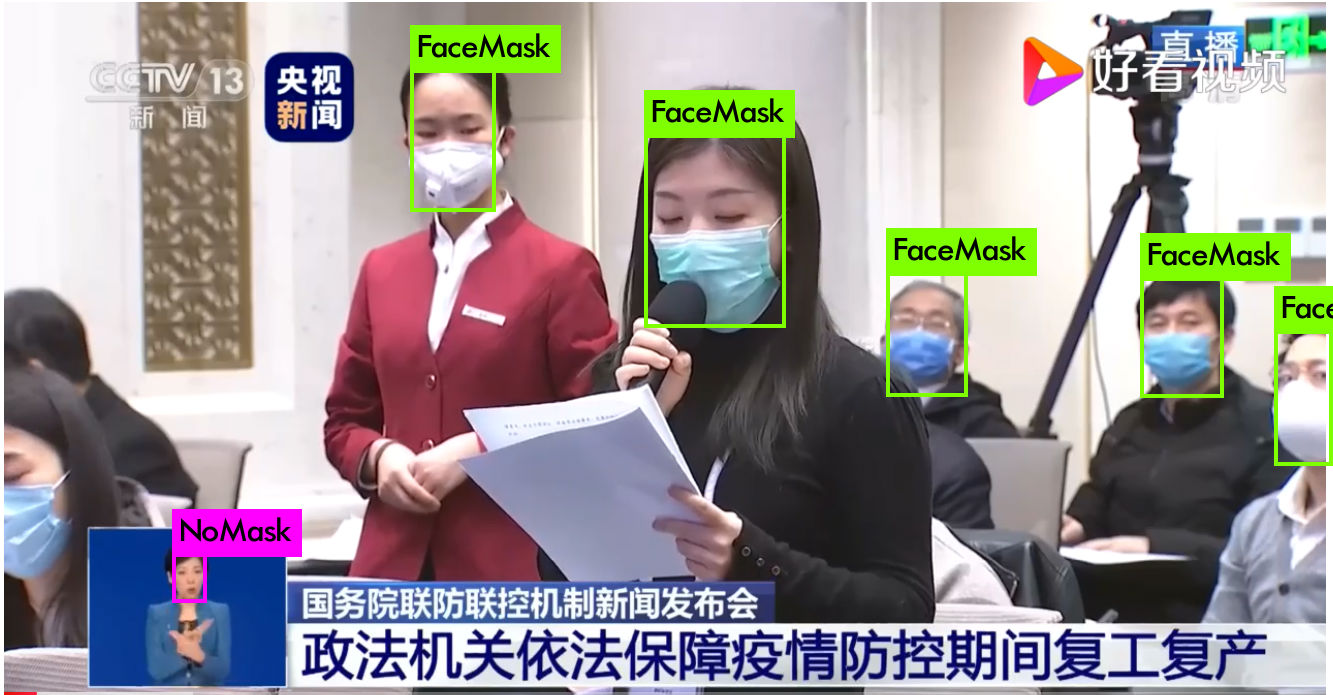 FaceMask
CCTV 13
新闻
央视
新闻
直播
好看视频
FaceMask
FaceMask
FaceMask
Face
NoMask
国务院联防联控机制新闻发布会
政法机关依法保障疫情防控期间复工复产